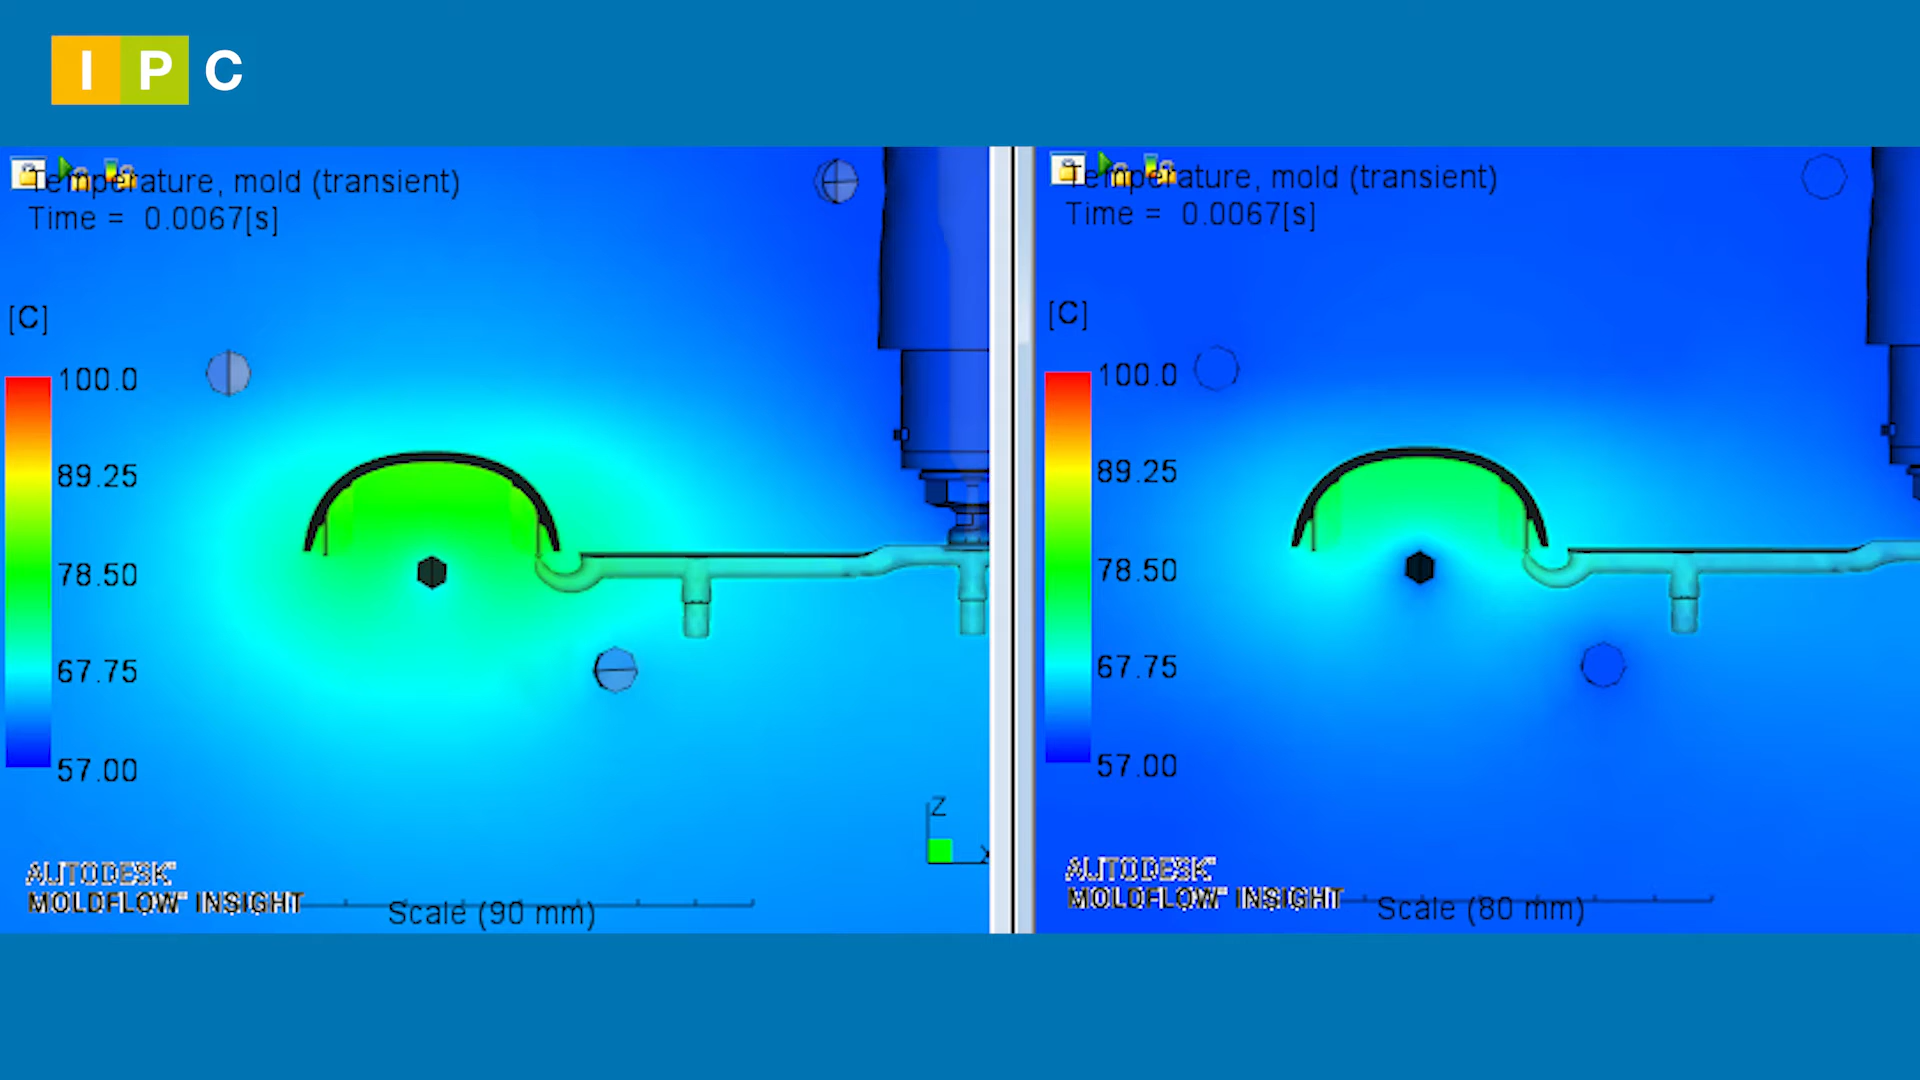 I P C
Temperature, mold (transient)
Time = 0.0067[s]
[C]
100.0
89.25
78.50
67.75
57.00
Z
X
AUTODESK
MOLDFLOW INSIGHT
Scale (90 mm)
Temperature, mold (transient)
Time = 0.0067[s]
[C]
100.0
89.25
78.50
67.75
57.00
AUTODESK
MOLDFLOW INSIGHT
Scale (80 mm)